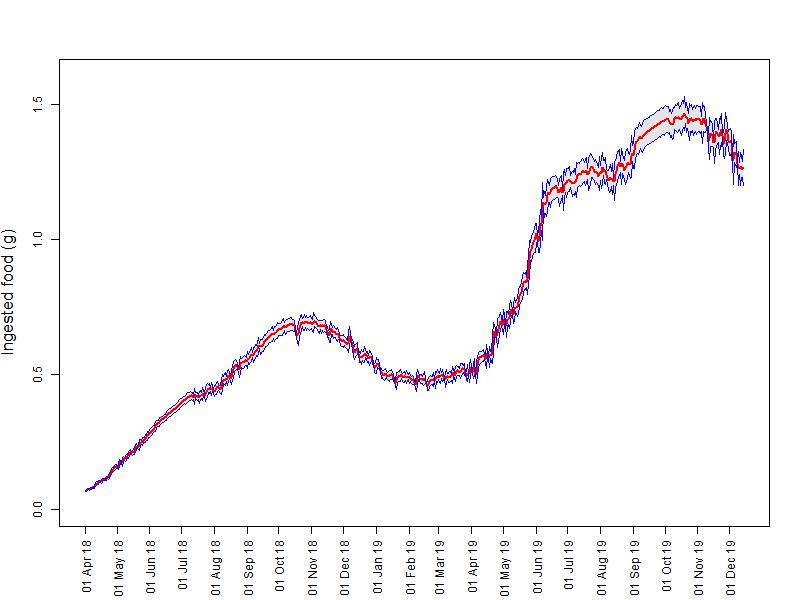 Ingested food (g)
1.5
1.0
0.5
0.0
01 Apr 18
01 May 18
01 Jun 18
01 Jul 18
01 Aug 18
01 Sep 18
01 Oct 18
01 Nov 18
01 Dec 18
01 Jan 19
01 Feb 19
01 Mar 19
01 Apr 19
01 May 19
01 Jun 19
01 Jul 19
01 Aug 19
01 Sep 19
01 Oct 19
01 Nov 19
01 Dec 19